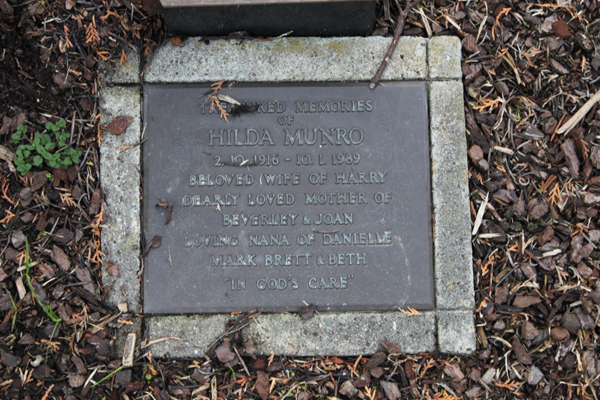 TREASURED MEMORIES
OF
HILDA MUNRO
2.10.1916 - 10.1.1989
BELOVED WIFE OF HARRY
DEARLY LOVED MOTHER OF
BEVERLEY & JOAN
LOVING NANA OF DANIELLE
MARK, BRETT & BETH
"IN GOD'S CARE"